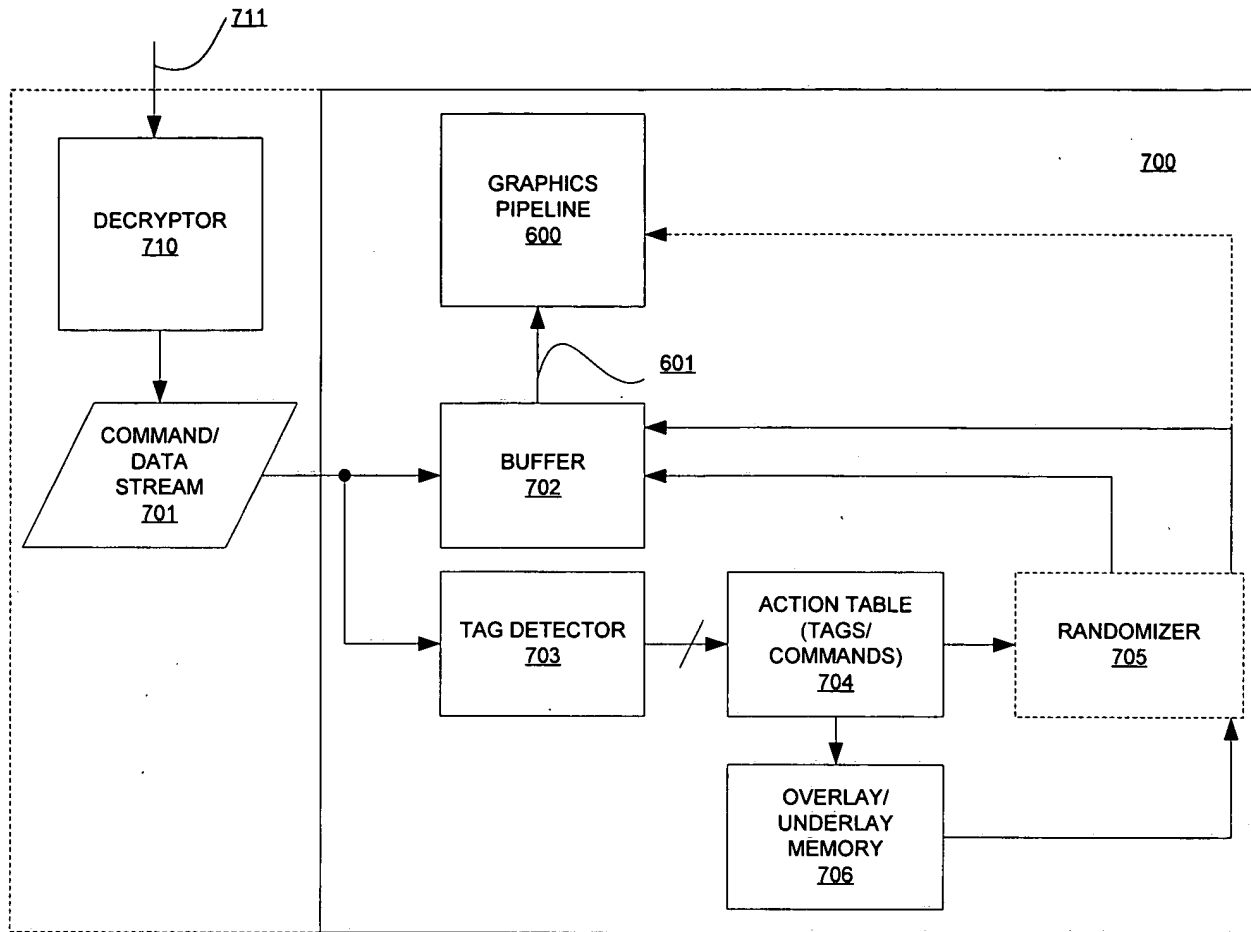 711
DECRYPTOR
710
GRAPHICS
PIPELINE
600
700
601
COMMAND/
DATA
STREAM
701
BUFFER
702
TAG DETECTOR
703
ACTION TABLE
(TAGS/
COMMANDS)
704
RANDOMIZER
705
OVERLAY/
UNDERLAY
MEMORY
706